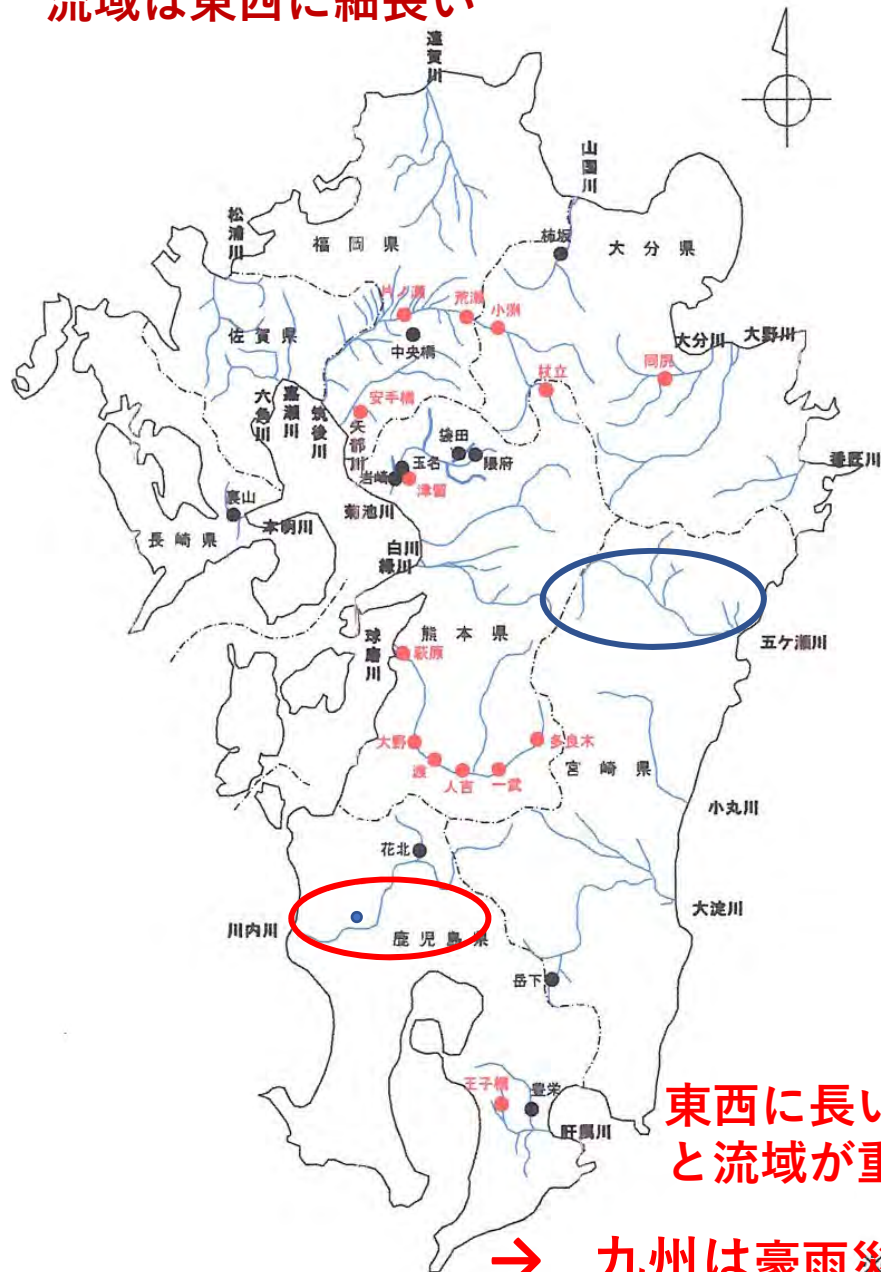 流域は東西に細長い
遠賀川
山国川
松浦川
福岡県
柿坂
大分県
片ノ瀬
荒瀬
小渕
佐賀県
中央橋
大分川
大野川
杖立
同尻
六角川
嘉瀬川
筑後川
安手橋
矢部川
袋田
隈府
玉名
岩崎
津留
番匠川
裏山
本明川
菊池川
長崎県
白川
緑川
球磨川
熊本県
五ケ瀬川
萩原
大野
渡
人吉
一武
多良木
宮崎県
小丸川
花北
川内川
鹿児島県
大淀川
岳下
王子橋
豊栄
肝属川
東西に長い
と流域が重
→ 九州は豪雨災